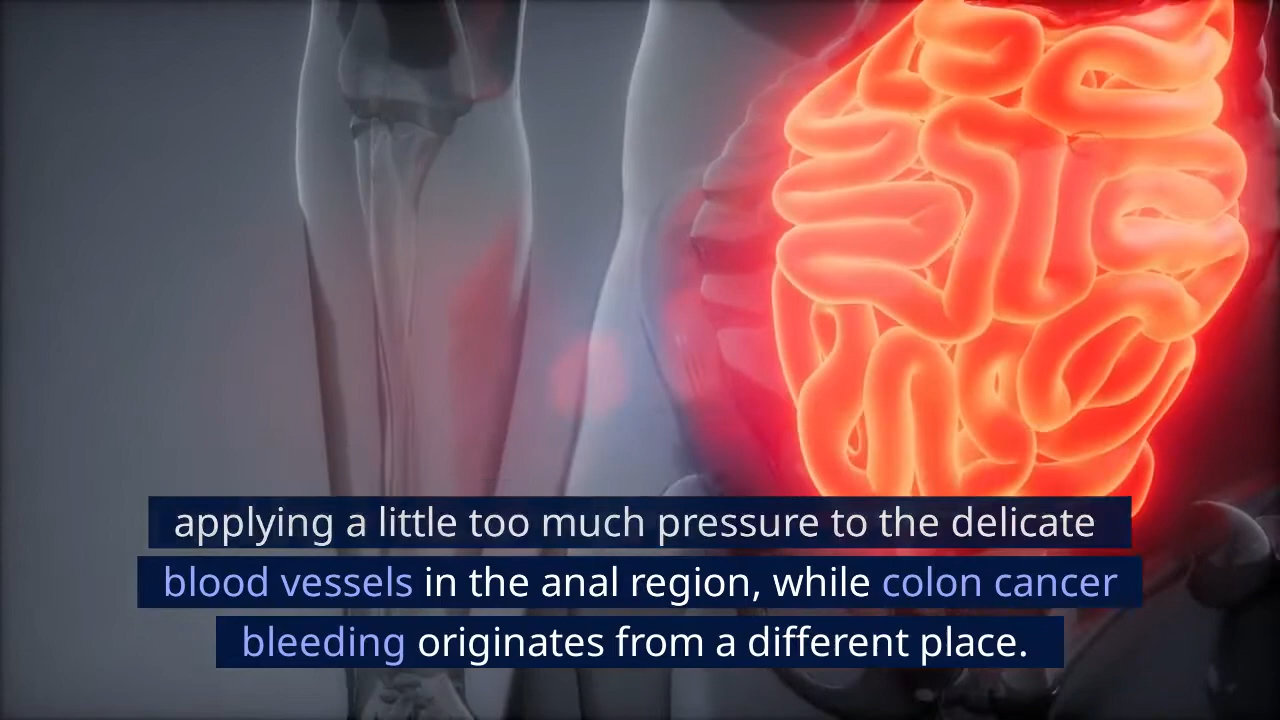 applying a little too much pressure to the delicate
blood vessels in the anal region, while colon cancer
bleeding originates from a different place.